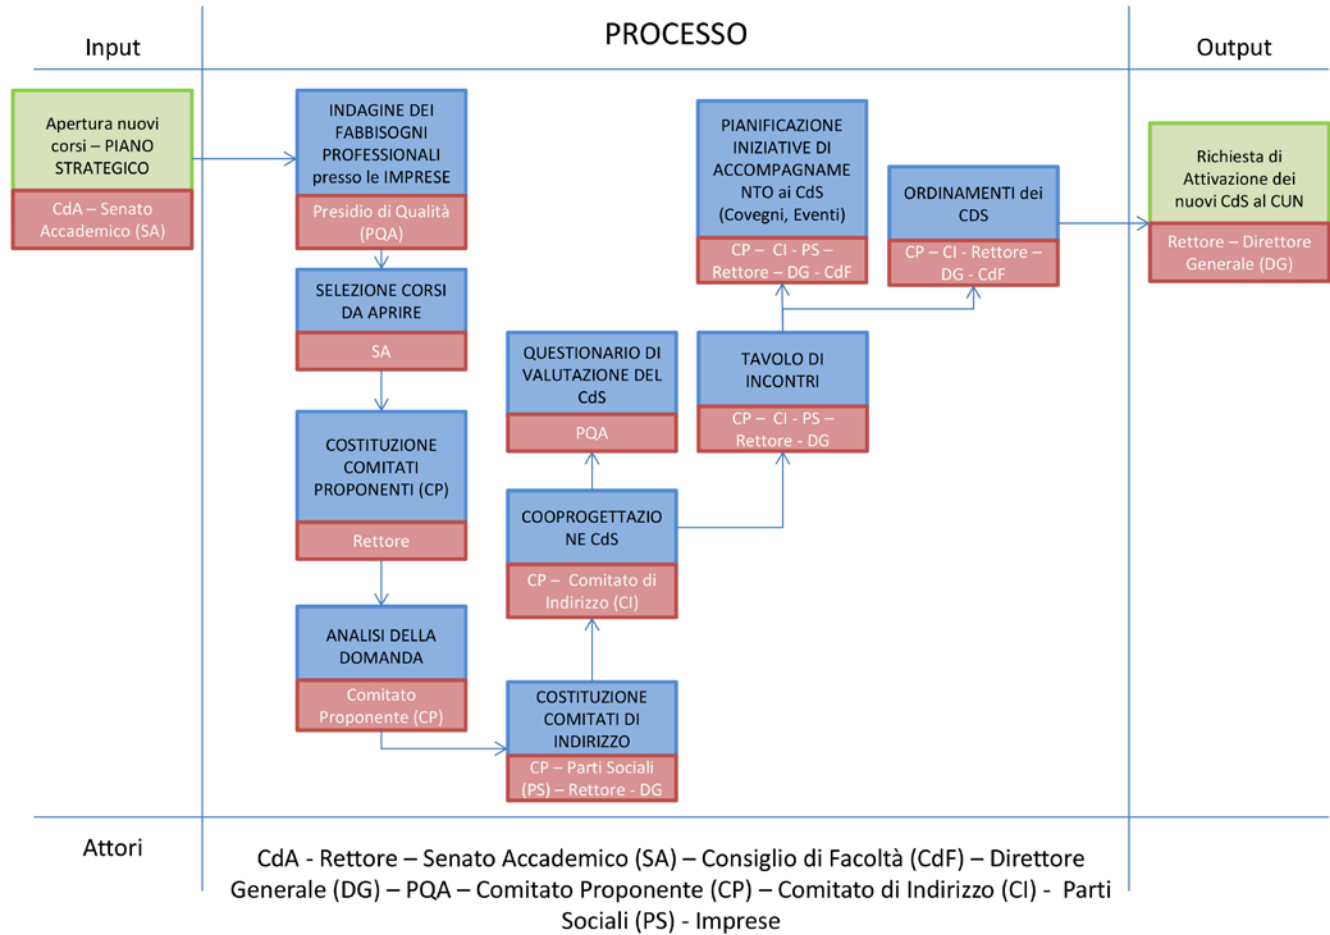 Input
PROCESSO
Output
Apertura nuovi
corsi – PIANO
STRATEGICO
CdA – Senato
Accademico (SA)
INDAGINE DEI
FABBISOGNI
PROFESSIONALI
presso le IMPRESE
Presidio di Qualità
(PQA)
SELEZIONE CORSI
DA APRIRE
SA
COSTITUZIONE
COMITATI
PROPONENTI (CP)
Rettore
ANALISI DELLA
DOMANDA
Comitato
Proponente (CP)
COSTITUZIONE
COMITATI DI
INDIRIZZO
CP – Parti Sociali
(PS) – Rettore - DG
COOPROGETTAZIO
NE CdS
CP – Comitato di
Indirizzo (CI)
QUESTIONARIO DI
VALUTAZIONE DEL
CdS
PQA
TAVOLO DI
INCONTRI
CP – CI - PS –
Rettore - DG
PIANIFICAZIONE
INIZIATIVE DI
ACCOMPAGNAME
NTO ai CdS
(Covegni, Eventi)
CP – CI - PS –
Rettore – DG - CdF
ORDINAMENTI dei
CDS
CP – CI - Rettore –
DG - CdF
Richiesta di
Attivazione dei
nuovi CdS al CUN
Rettore – Direttore
Generale (DG)
Attori
CdA - Rettore – Senato Accademico (SA) – Consiglio di Facoltà (CdF) – Direttore
Generale (DG) – PQA – Comitato Proponente (CP) – Comitato di Indirizzo (CI) - Parti
Sociali (PS) - Imprese